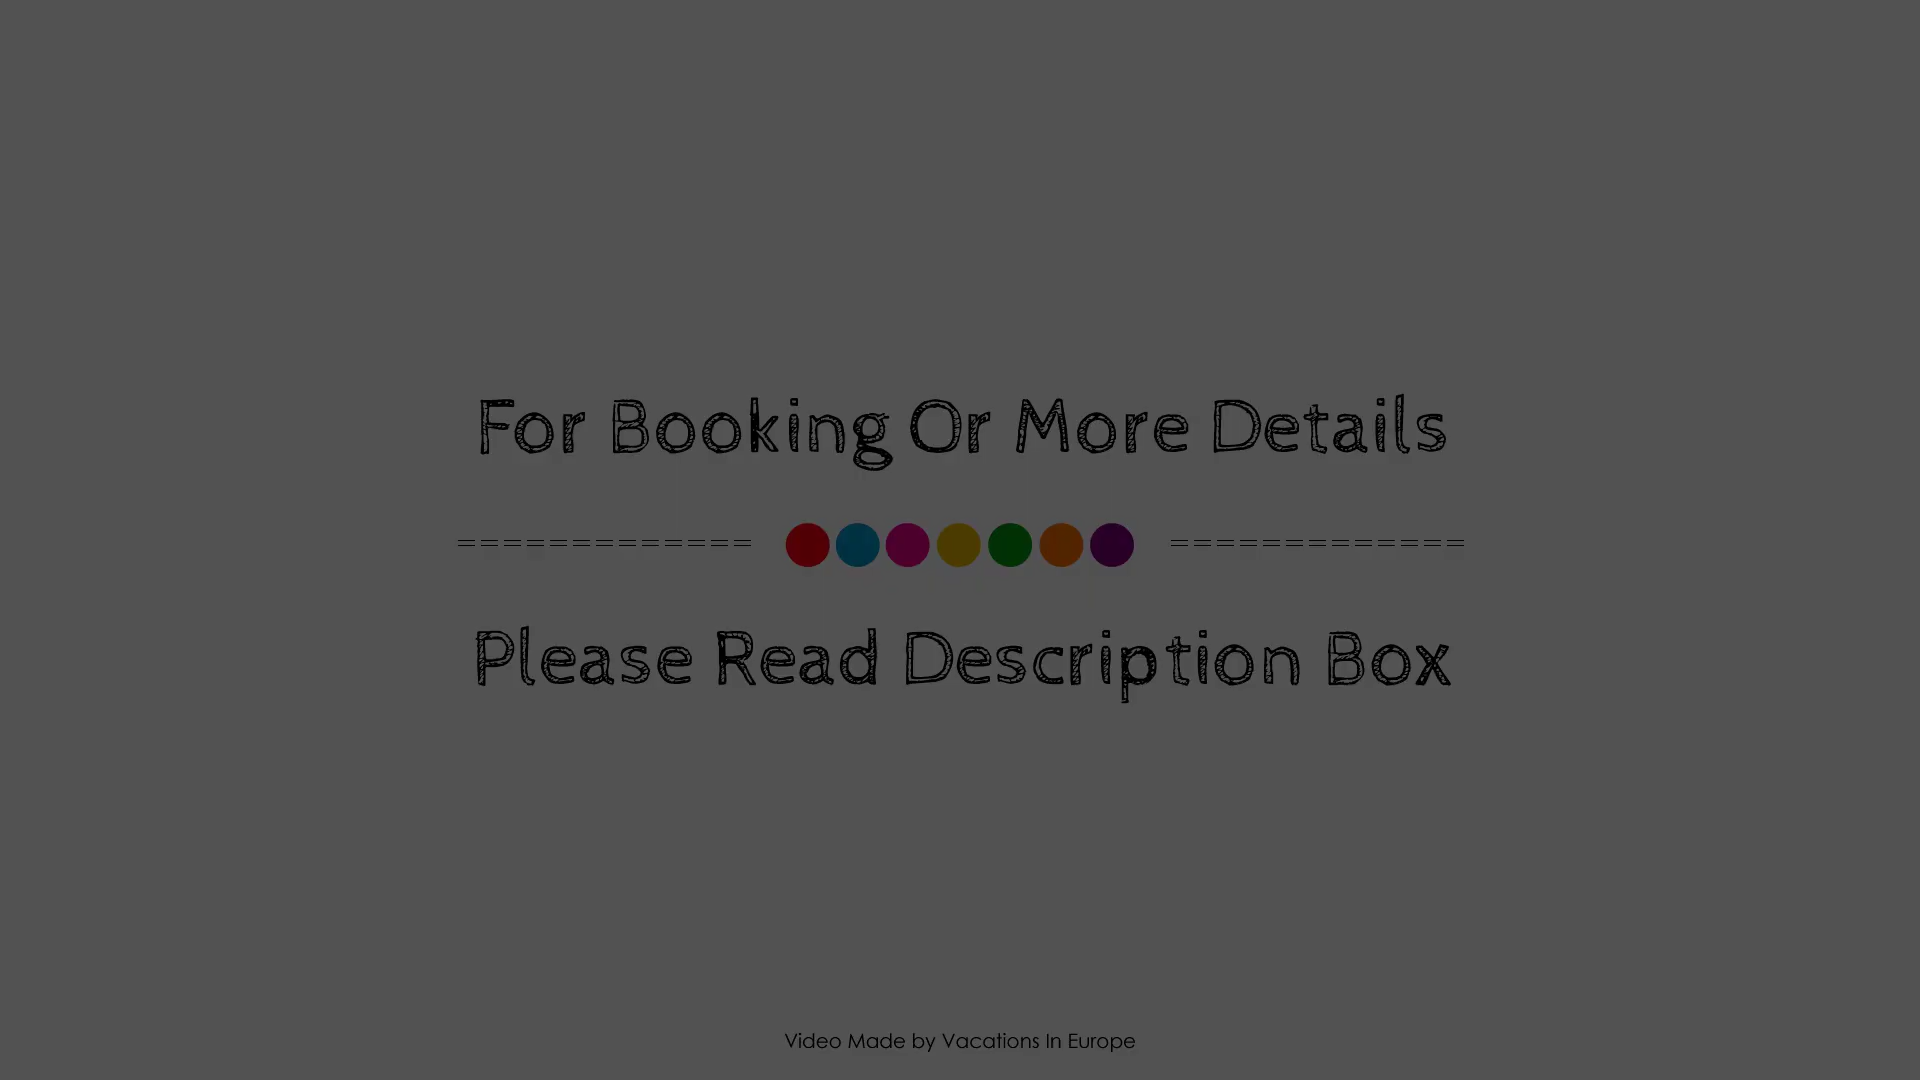 For Booking Or More Details
============= =============
Please Read Description Box
Video Made by Vacations In Europe